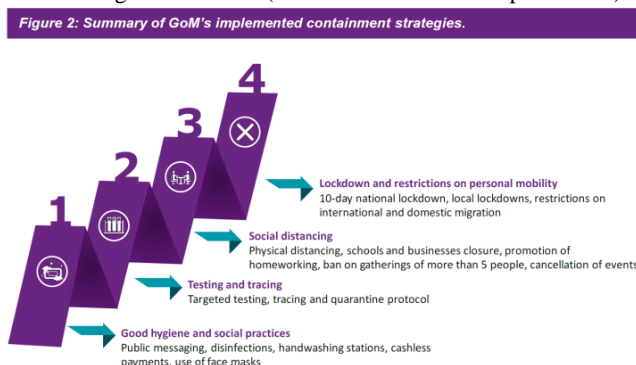 Figure 2: Summary of GoM’s implemented containment strategies.
4
3
2
1
Lockdown and restrictions on personal mobility
10-day national lockdown, local lockdowns, restrictions on
international and domestic migration
Social distancing
Physical distancing, schools and businesses closure, promotion of
homeworking, ban on gatherings of more than 5 people, cancellation of events
Testing and tracing
Targeted testing, tracing and quarantine protocol
Good hygiene and social practices
Public messaging, disinfections, handwashing stations, cashless
payments, use of face masks